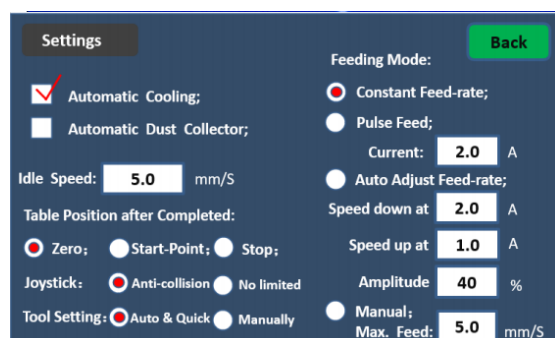 Settings
Back
Automatic Cooling;
Automatic Dust Collector;
Idle Speed: 5.0 mm/S
Table Position after Completed:
Zero; Start-Point; Stop;
Joystick: Anti-collision No limited
Tool Setting: Auto & Quick Manually
Feeding Mode:
Constant Feed-rate;
Pulse Feed;
Current: 2.0 A
Auto Adjust Feed-rate;
Speed down at 2.0 A
Speed up at 1.0 A
Amplitude 40 %
Manual;
Max. Feed: 5.0 mm/S